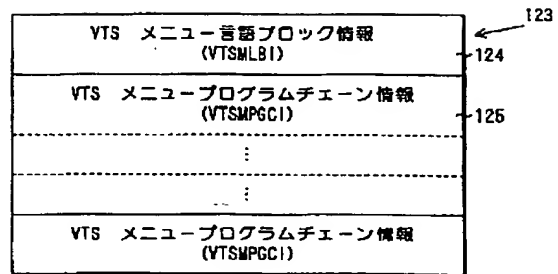 123
VTS メニュー言語ブロック情報
(VTSMLBI)
124
VTS メニュープログラムチェーン情報
(VTSMPGCI)
125
⋮
⋮
VTS メニュープログラムチェーン情報
(VTSMPGCI)